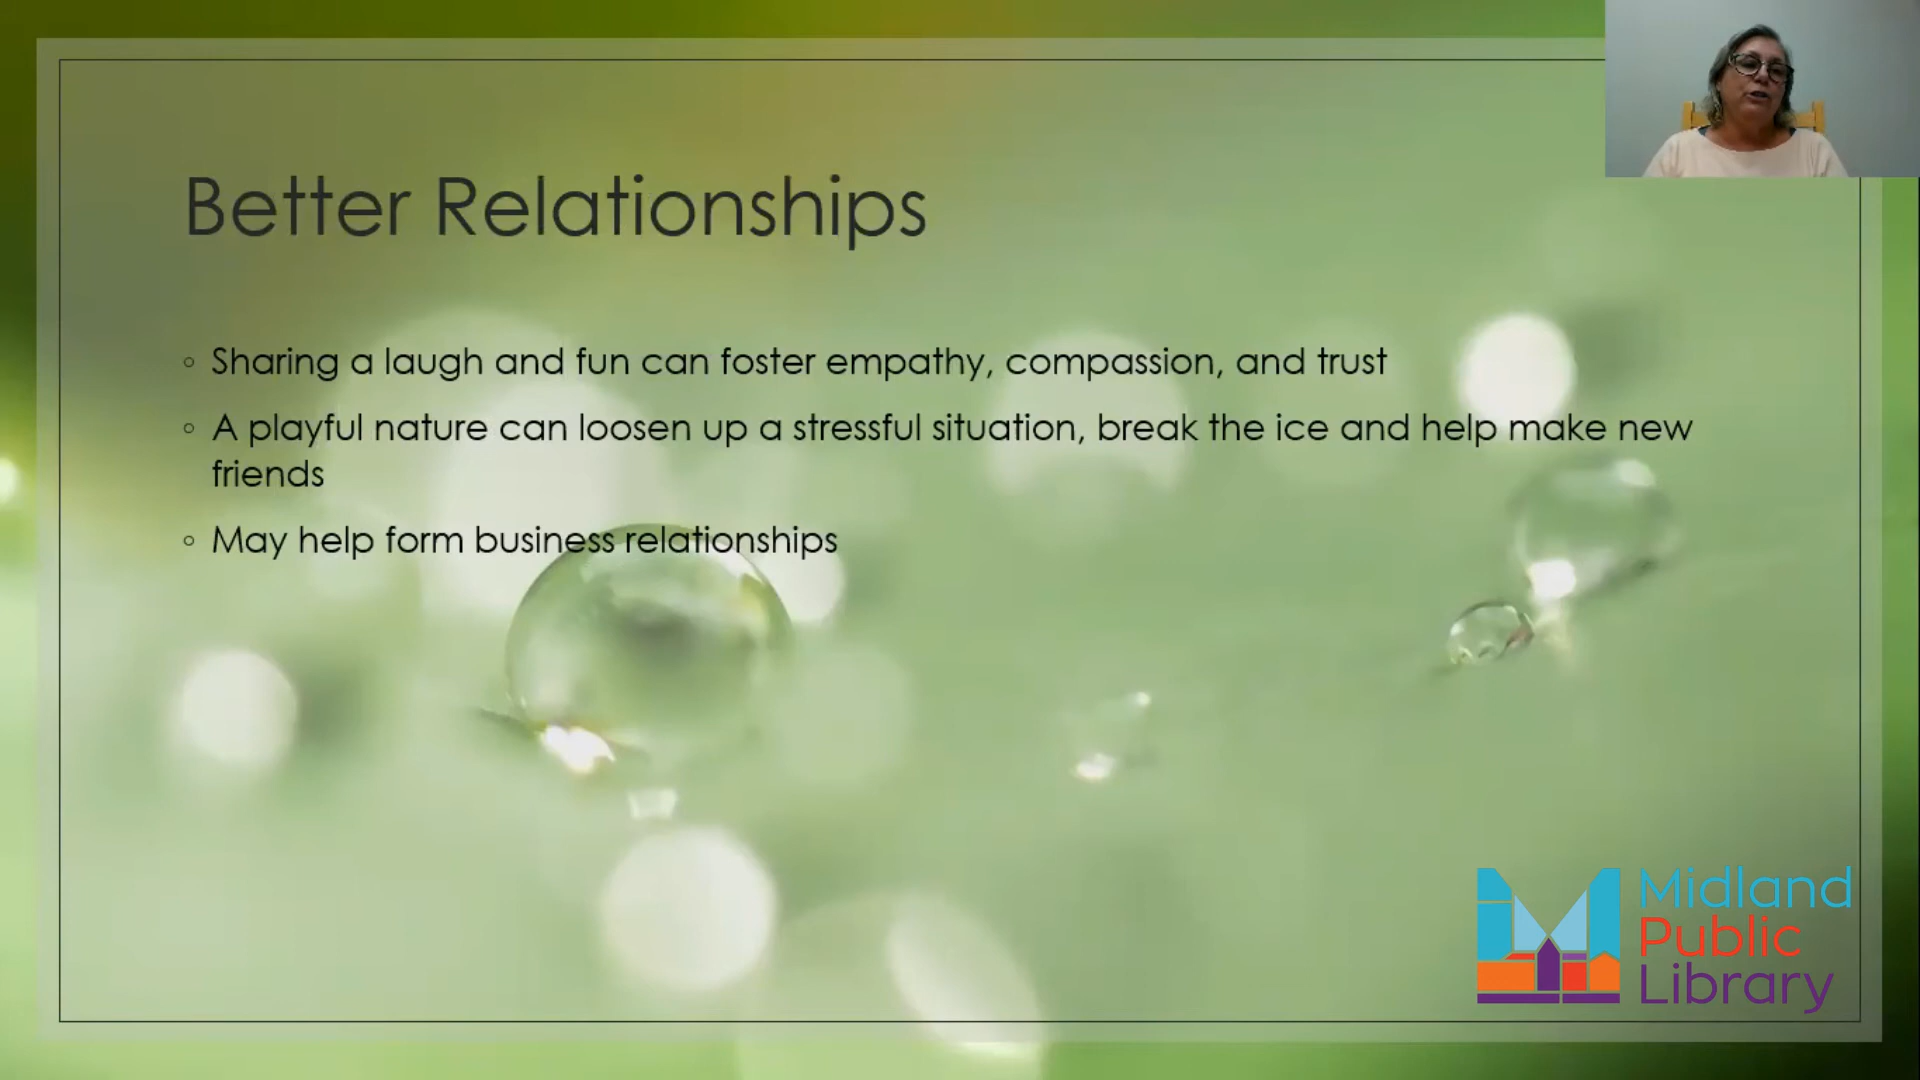 Better Relationships
◦ Sharing a laugh and fun can foster empathy, compassion, and trust
◦ A playful nature can loosen up a stressful situation, break the ice and help make new
friends
◦ May help form business relationships
Midland
Public
Library